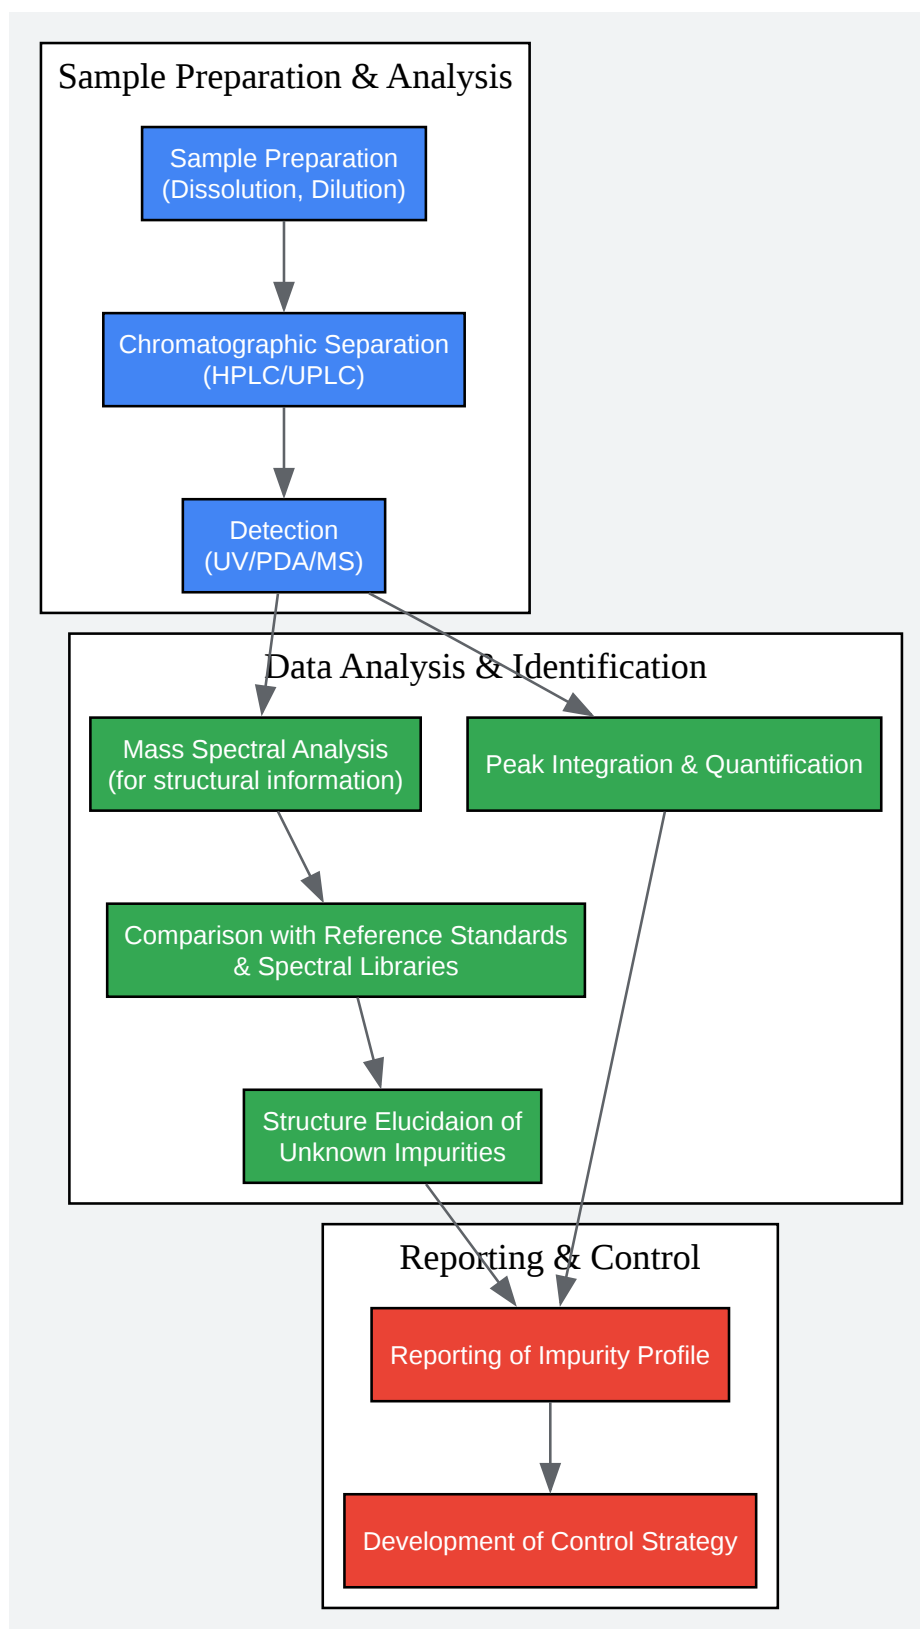 Sample Preparation & Analysis
Sample Preparation
(Dissolution, Dilution)
Chromatographic Separation
(HPLC/UPLC)
Detection
(UV/PDA/MS)
Data Analysis & Identification
Mass Spectral Analysis
(for structural information)
Peak Integration & Quantification
Comparison with Reference Standards
& Spectral Libraries
Structure Elucidaion of
Unknown Impurities
Reporting & Control
Reporting of Impurity Profile
Development of Control Strategy